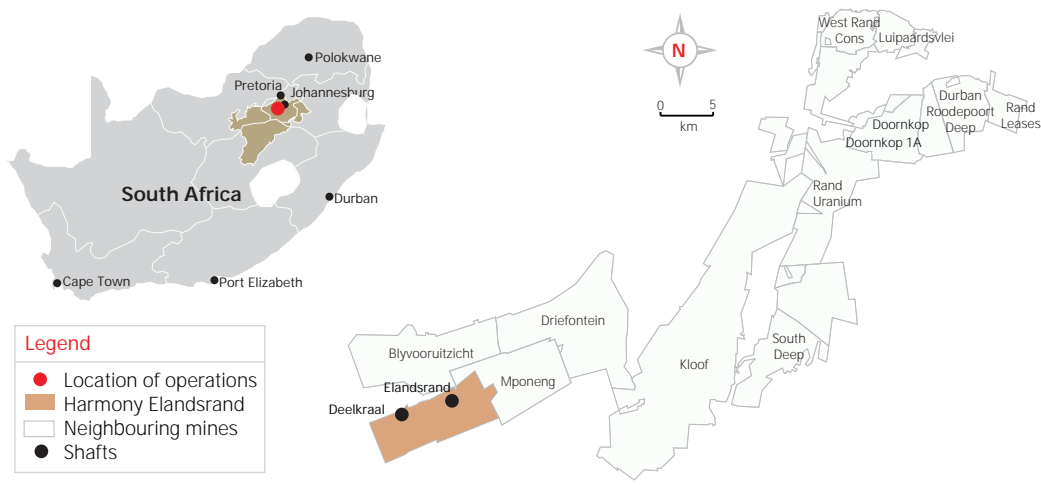 Polokwane
Pretoria
Johannesburg
South Africa
Durban
Cape Town
Port Elizabeth
Legend
Location of operations
Harmony Elandsrand
Neighbouring mines
Shafts
N
0 5
km
West Rand
Cons
Luipaardsvlei
Durban
Roodepoort
Deep
Rand
Leases
Doornkop
Doornkop 1A
Rand
Uranium
Driefontein
Blyvooruitzicht
Mponeng
Elandsrand
Deelkraal
Kloof
South
Deep